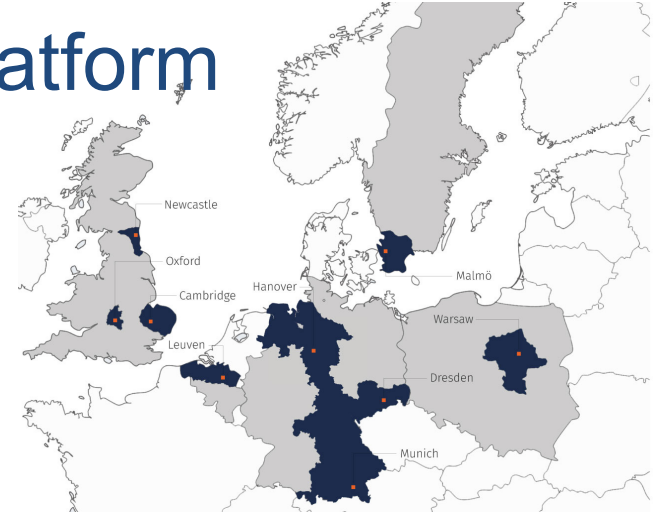 atform
Newcastle
Oxford
Cambridge
Hanover
Malmö
Leuven
Warsaw
Dresden
Munich